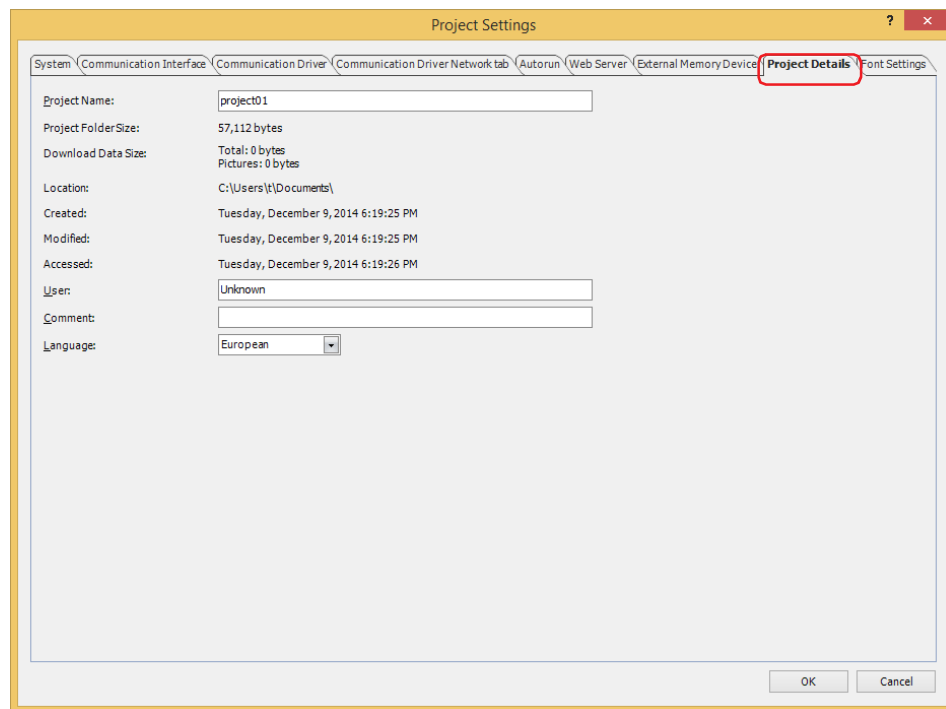 Project Settings
?
System Communication Interface Communication Driver Communication Driver Network tab Autorun Web Server External Memory Device Project Details Font Settings
Project Name: project01
Project Folder Size: 57,112 bytes
Download Data Size: Total: 0 bytes
Pictures: 0 bytes
Location: C:\Users\t\Documents\
Created: Tuesday, December 9, 2014 6:19:25 PM
Modified: Tuesday, December 9, 2014 6:19:25 PM
Accessed: Tuesday, December 9, 2014 6:19:26 PM
User: Unknown
Comment:
Language: European
OK Cancel